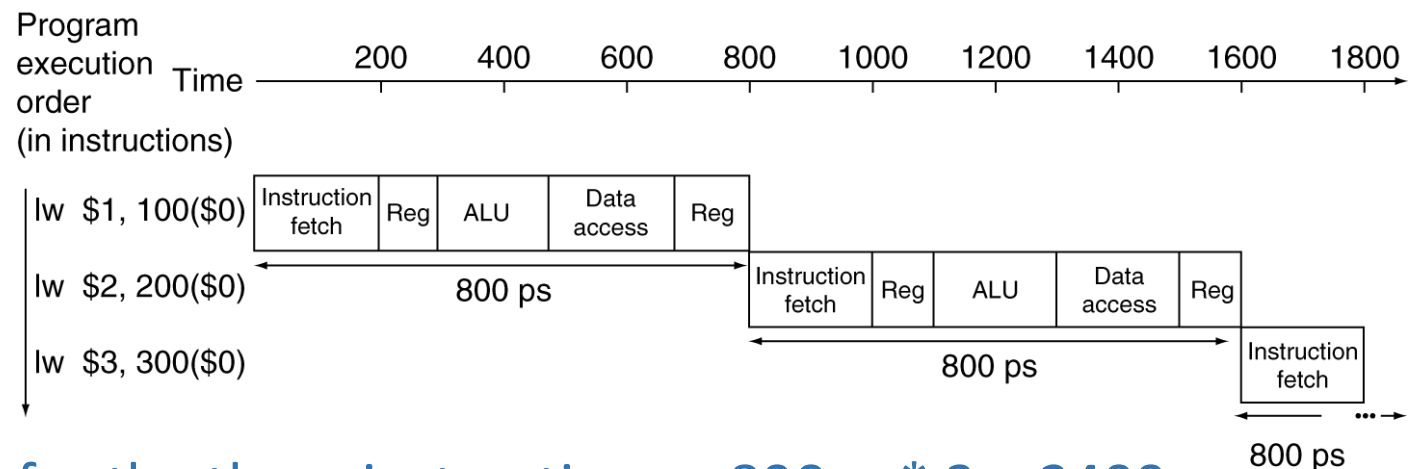 Program
execution
order
(in instructions)
Time
200 400 600 800 1000 1200 1400 1600 1800
lw $1, 100($0)
Instruction
fetch
Reg
ALU
Data
access
Reg
800 ps
lw $2, 200($0)
Instruction
fetch
Reg
ALU
Data
access
Reg
800 ps
lw $3, 300($0)
Instruction
fetch
...
800 ps